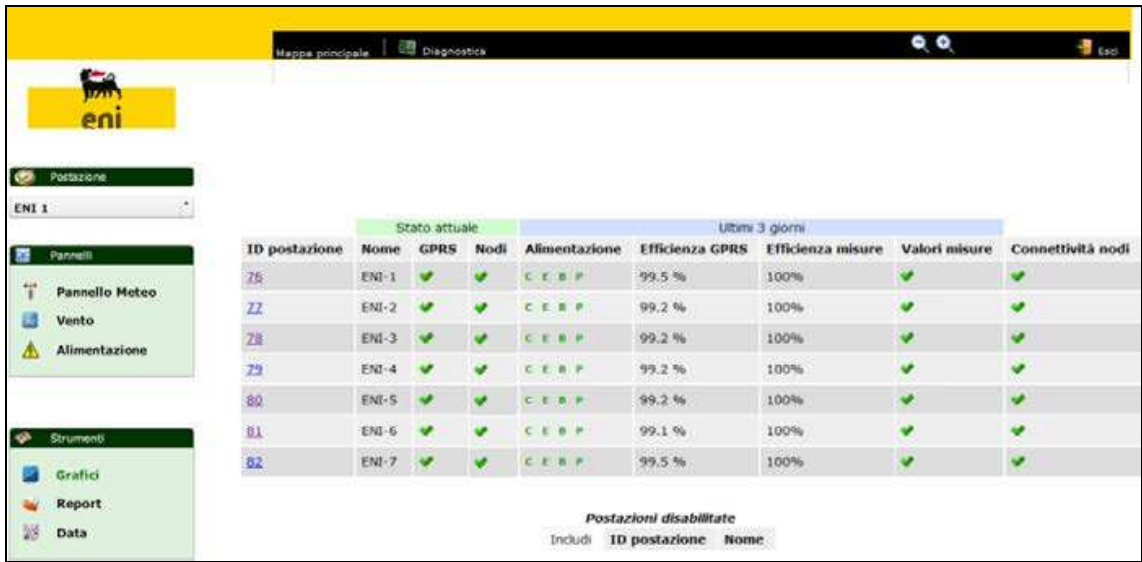 Mappa principale Diagnostica Esci
eni
Postazione
ENI 1
Pannelli
Pannello Meteo
Vento
Alimentazione
Strumenti
Grafici
Report
Data
Stato attuale Ultimi 3 giorni
ID postazione Nome GPRS Nodi Alimentazione Efficienza GPRS Efficienza misure Valori misure Connettività nodi
76 ENI-1 C E B P 99.5 % 100%
77 ENI-2 C E B P 99.2 % 100%
78 ENI-3 C E B P 99.2 % 100%
79 ENI-4 C E B P 99.2 % 100%
80 ENI-5 C E B P 99.2 % 100%
81 ENI-6 C E B P 99.1 % 100%
82 ENI-7 C E B P 99.5 % 100%
Postazioni disabilitate
Includi ID postazione Nome